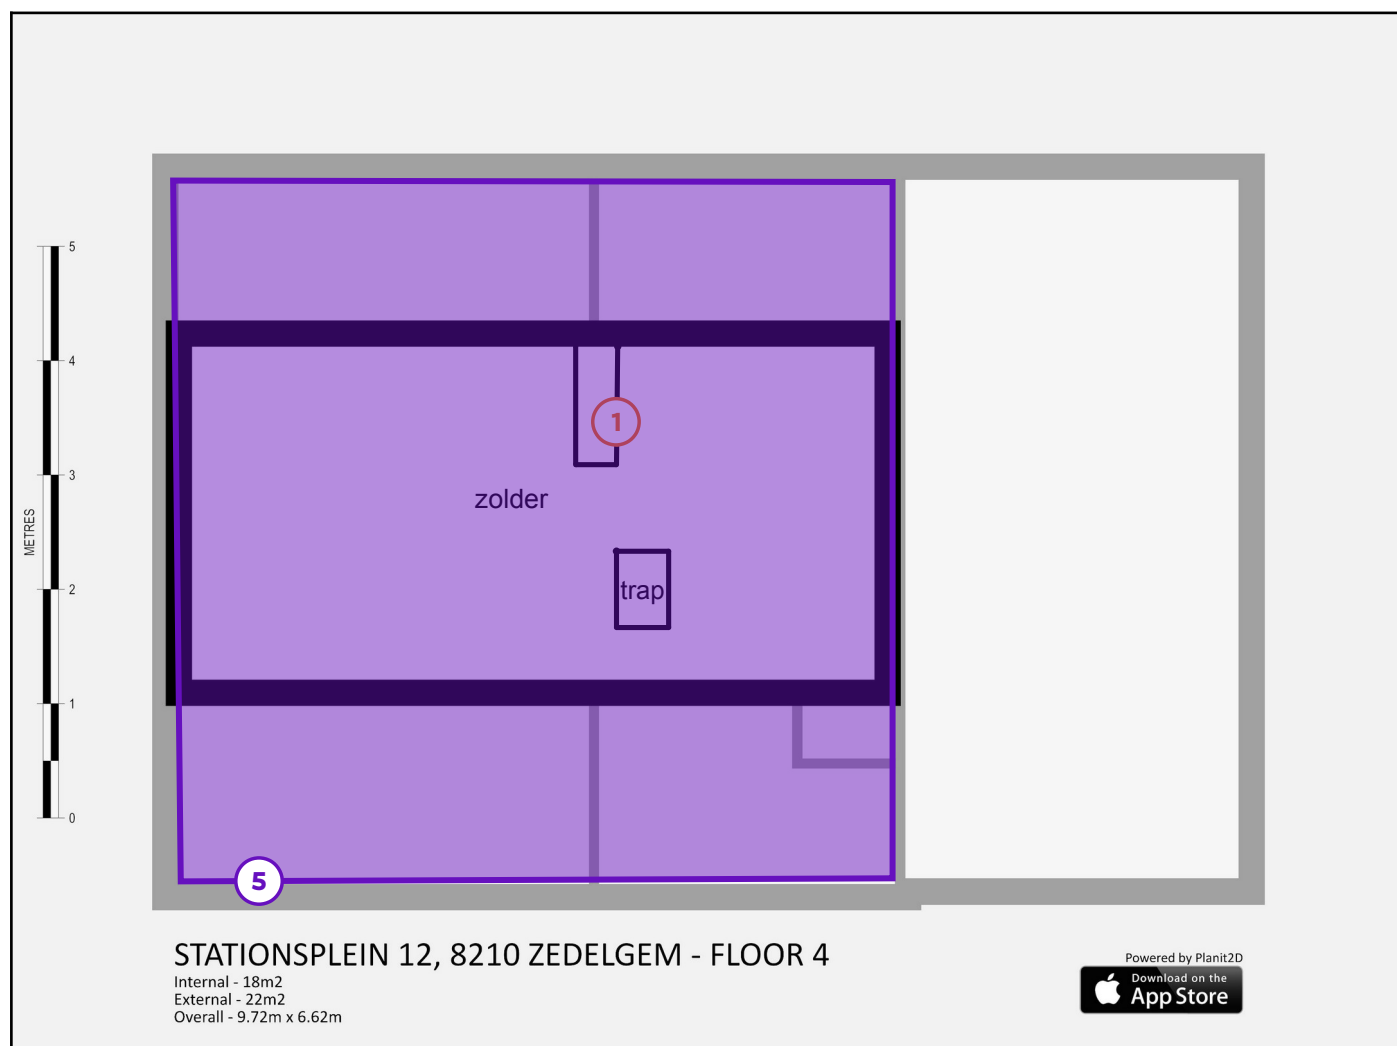 5
4
3
2
1
0
METRES
1
zolder
trap
5
STATIONSPLEIN 12, 8210 ZEDELGEM - FLOOR 4
Internal - 18m2
External - 22m2
Overall - 9.72m x 6.62m
Powered by Planit2D
Download on the
App Store